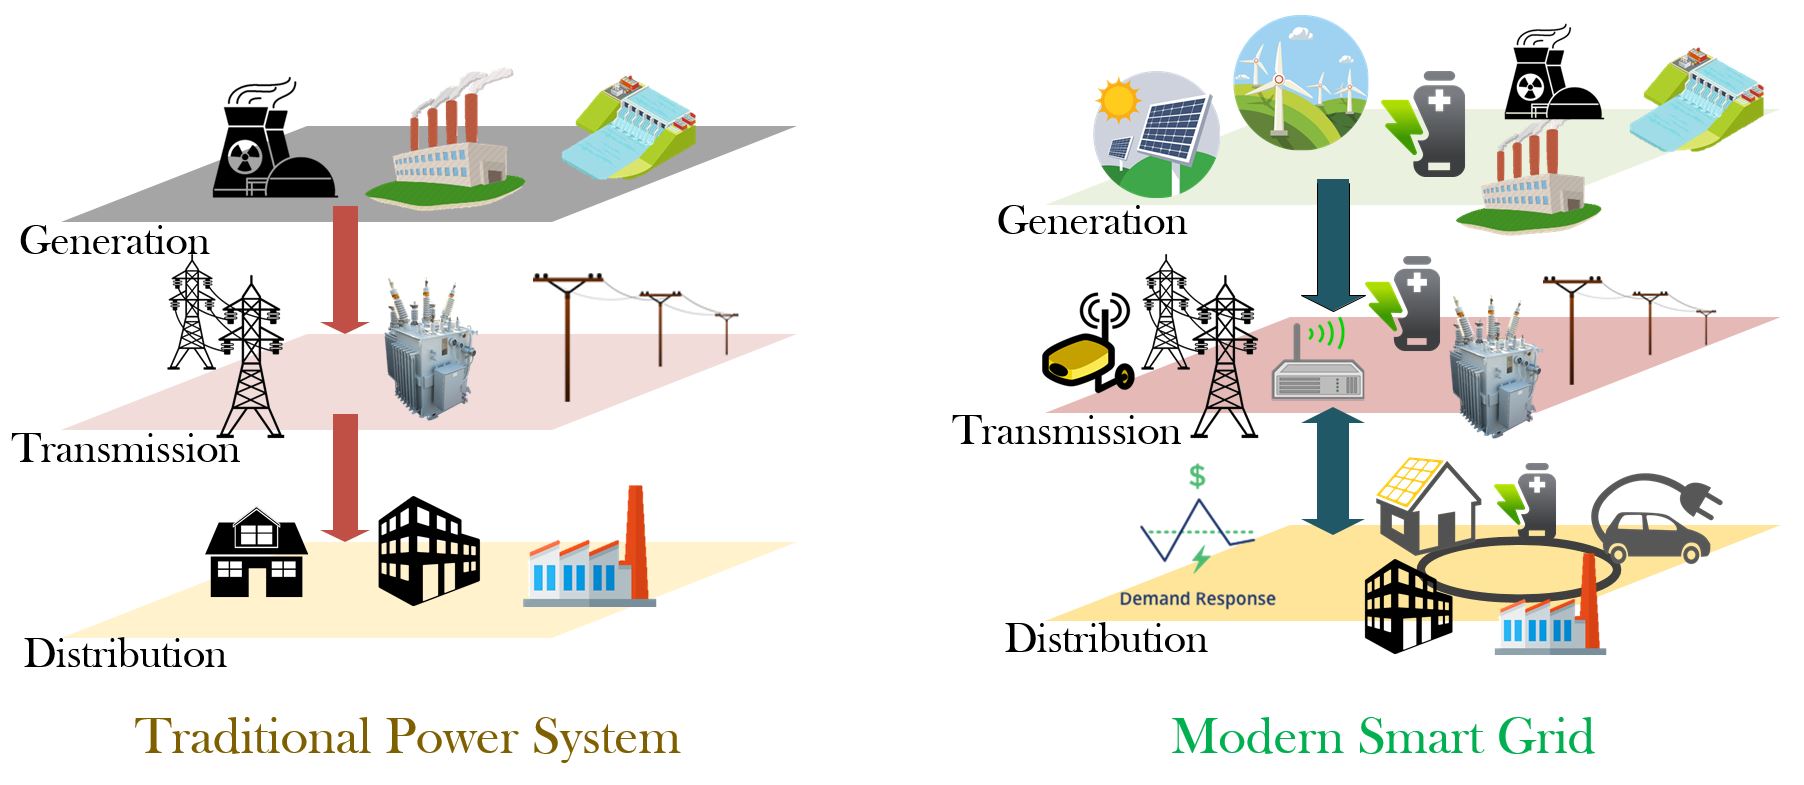 Generation
Transmission
Distribution
Traditional Power System
Generation
Transmission
$
Demand Response
Distribution
Modern Smart Grid